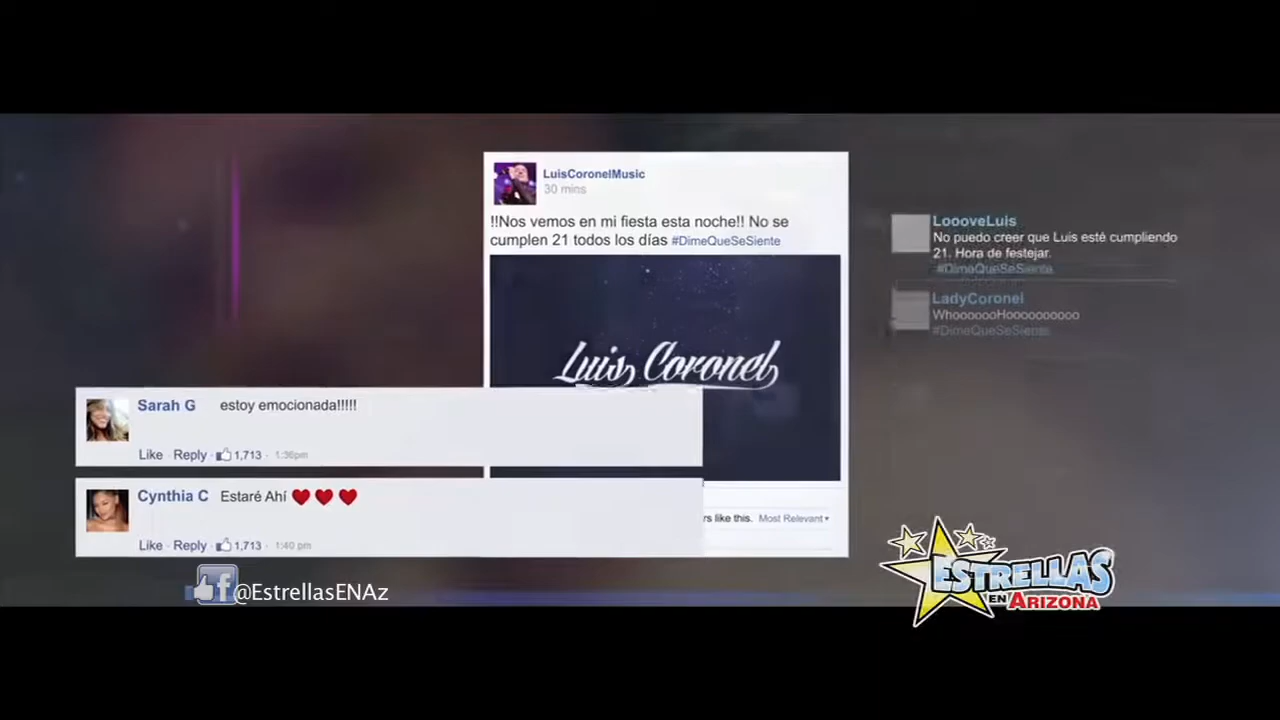 LuisCoronelMusic
30 mins
!!Nos vemos en mi fiesta esta noche!! No se
cumplen 21 todos los días #DimeQueSeSiente
Luis Coronel
Sarah G estoy emocionada!!!!!
Like · Reply · 1,713 · 1:36pm
Cynthia C Estaré Ahí ❤❤❤
Like · Reply · 1,713 · 1:40 pm
rs like this. Most Relevant
LoooveLuis
No puedo creer que Luis esté cumpliendo
21. Hora de festejar.
#DimeQueSeSiente
LadyCoronel
WhooooooHoooooooooo
#DimeQueSeSiente
f @EstrellasENAz
ESTRELLAS
EN ARIZONA